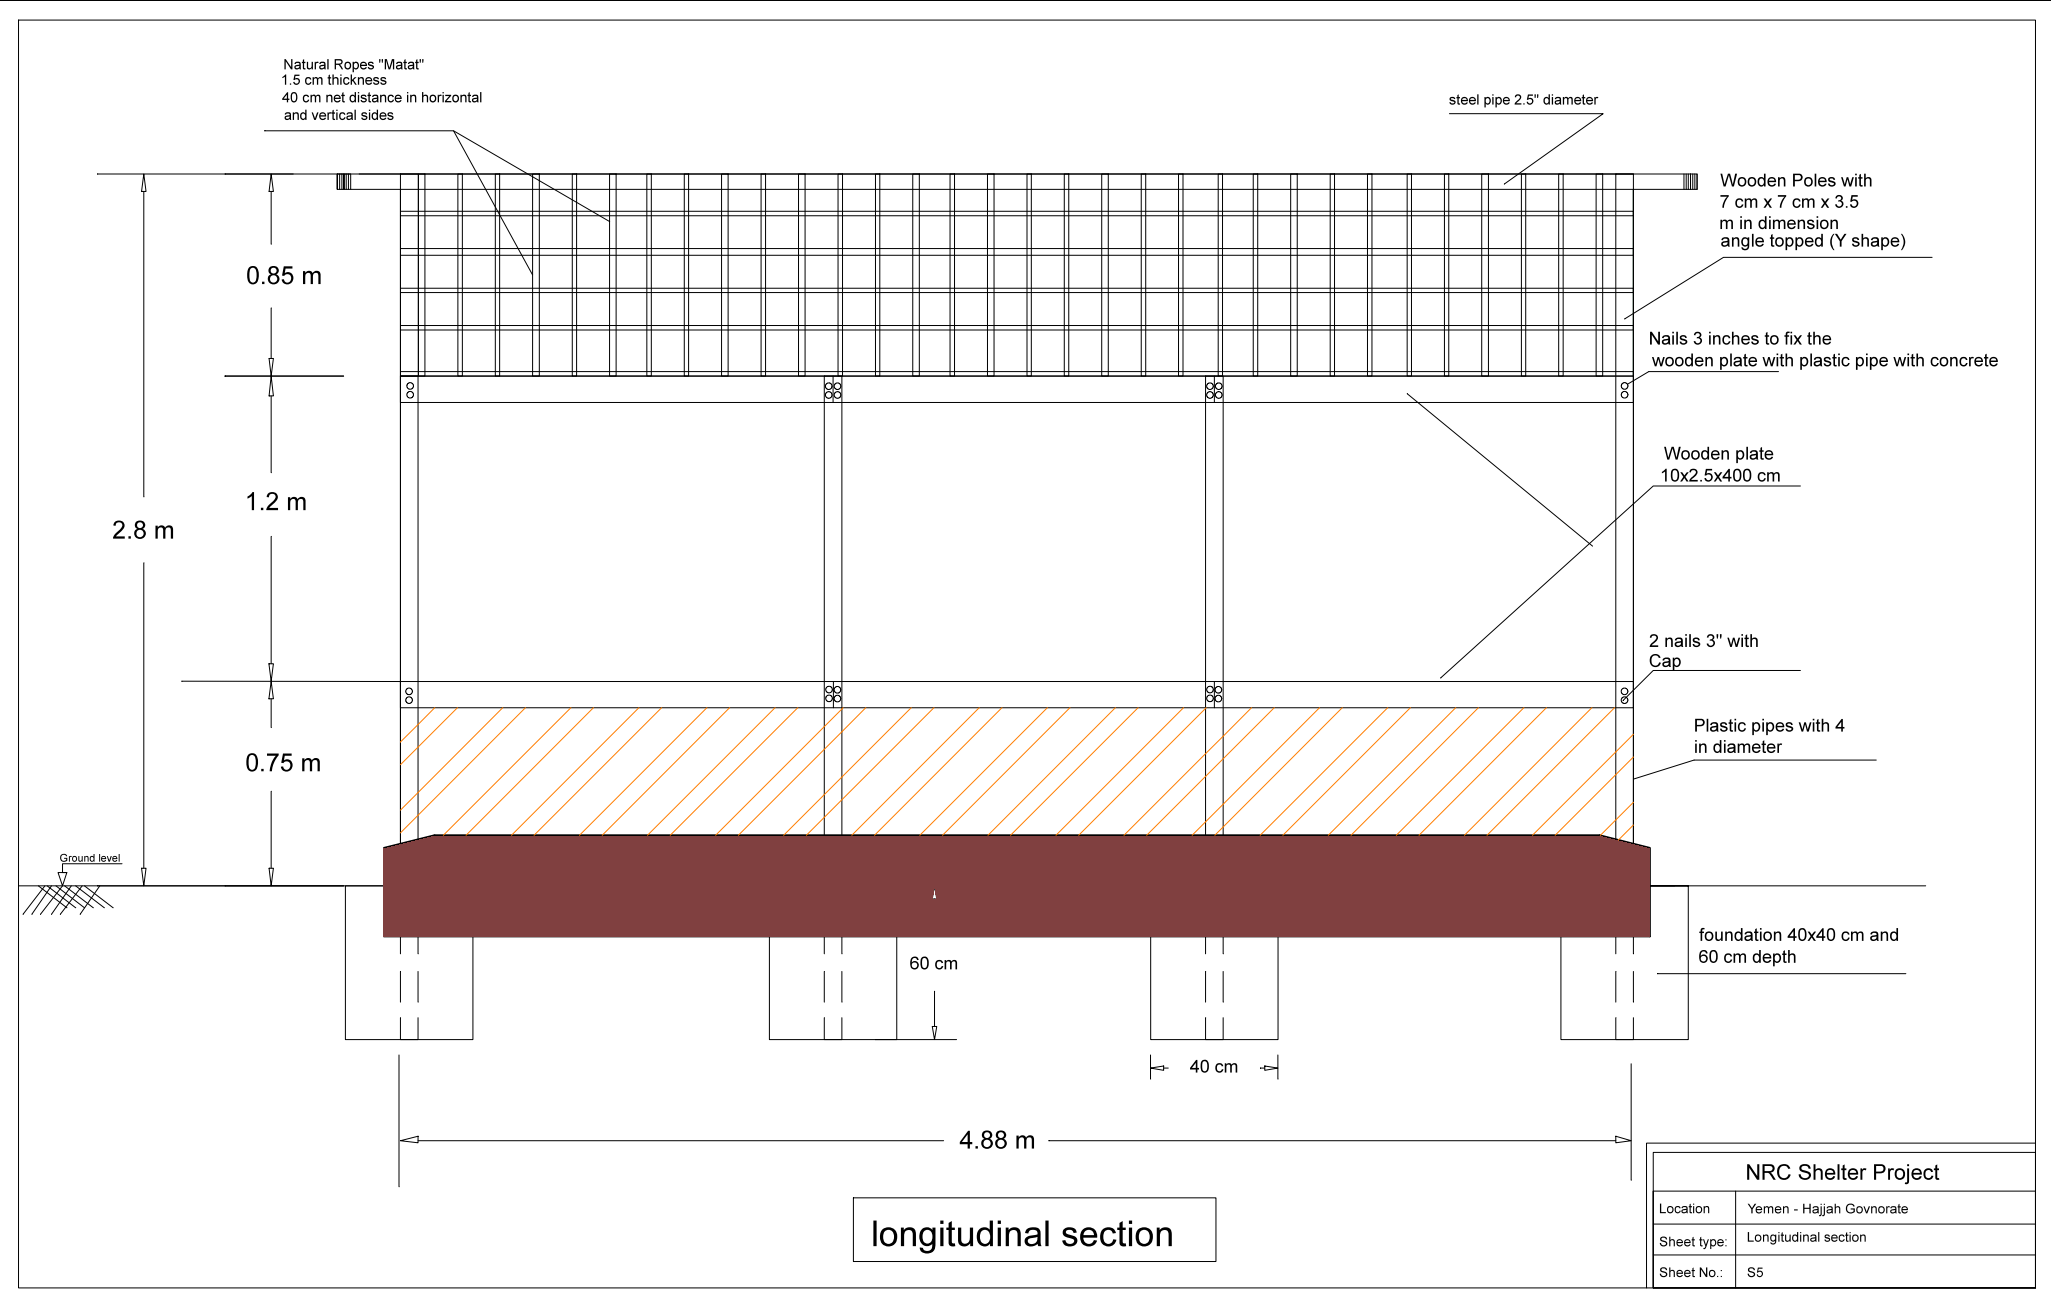 Natural Ropes "Matat"
1.5 cm thickness
40 cm net distance in horizontal
and vertical sides
steel pipe 2.5" diameter
Wooden Poles with
7 cm x 7 cm x 3.5
m in dimension
angle topped (Y shape)
0.85 m
Nails 3 inches to fix the
wooden plate with plastic pipe with concrete
1.2 m
2.8 m
Wooden plate
10x2.5x400 cm
2 nails 3" with
Cap
Plastic pipes with 4
in diameter
0.75 m
Ground level
foundation 40x40 cm and
60 cm depth
60 cm
40 cm
4.88 m
longitudinal section
NRC Shelter Project
Location Yemen - Hajjah Govnorate
Sheet type: Longitudinal section
Sheet No.: S5